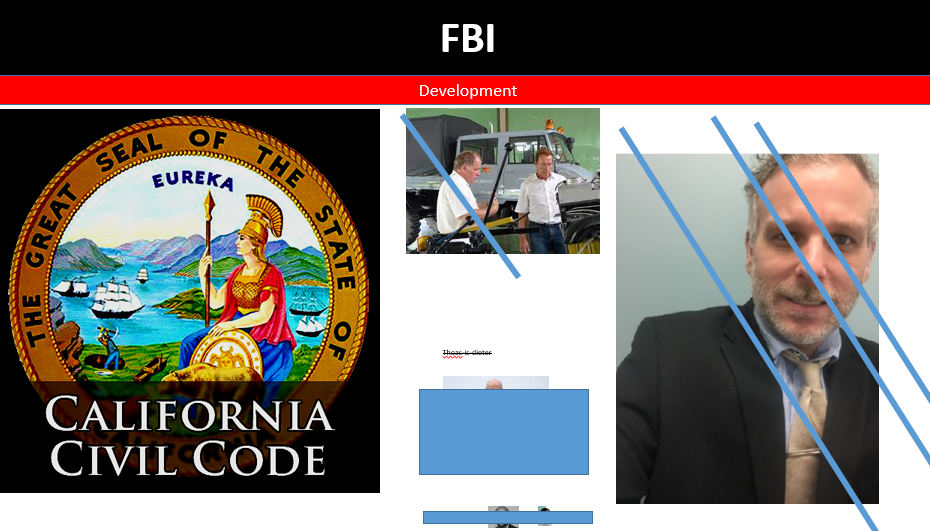 FBI
Development
THE GREAT SEAL OF THE STATE OF
EUREKA
CALIFORNIA
CIVIL CODE
Thoas is dieter